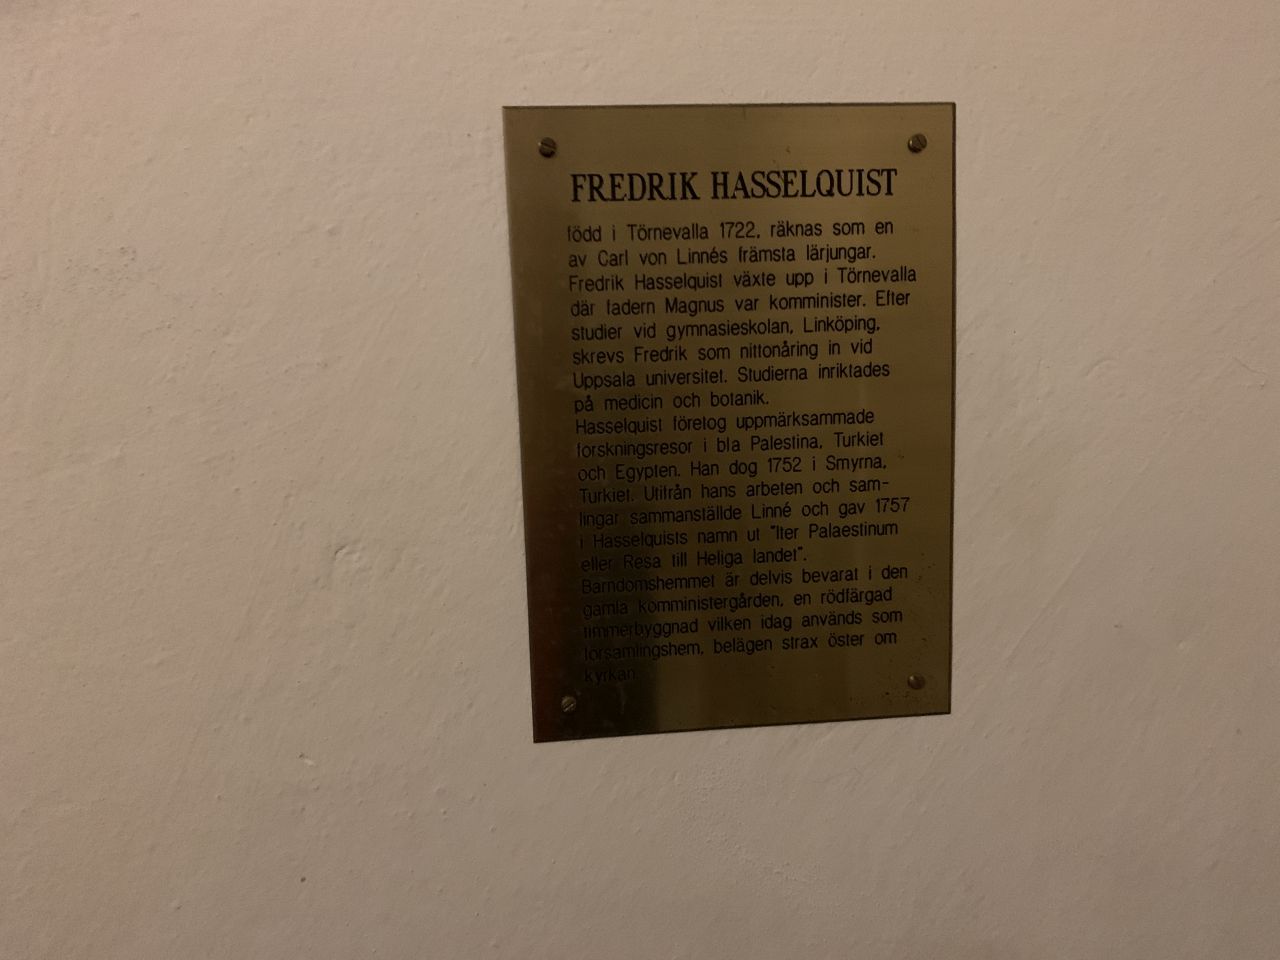 FREDRIK HASSELQUIST
född i Törnevalla 1722, räknas som en
av Carl von Linnés främsta lärjungar.
Fredrik Hasselquist växte upp i Törnevalla
där fadern Magnus var komminister. Efter
studier vid gymnasieskolan, Linköping,
skrevs Fredrik som nittonåring in vid
Uppsala universitet. Studierna inriktades
på medicin och botanik.
Hasselquist företog uppmärksammade
forskningsresor i bla Palestina, Turkiet
och Egypten. Han dog 1752 i Smyrna,
Turkiet. Utifrån hans arbeten och sam-
lingar sammanställde Linné och gav 1757
i Hasselquists namn ut "Iter Palaestinum
eller Resa till Heliga landet".
Barndomshemmet är delvis bevarat i den
gamla komministergården, en rödfärgad
timmerbyggnad vilken idag används som
församlingshem, belägen strax öster om
kyrkan.